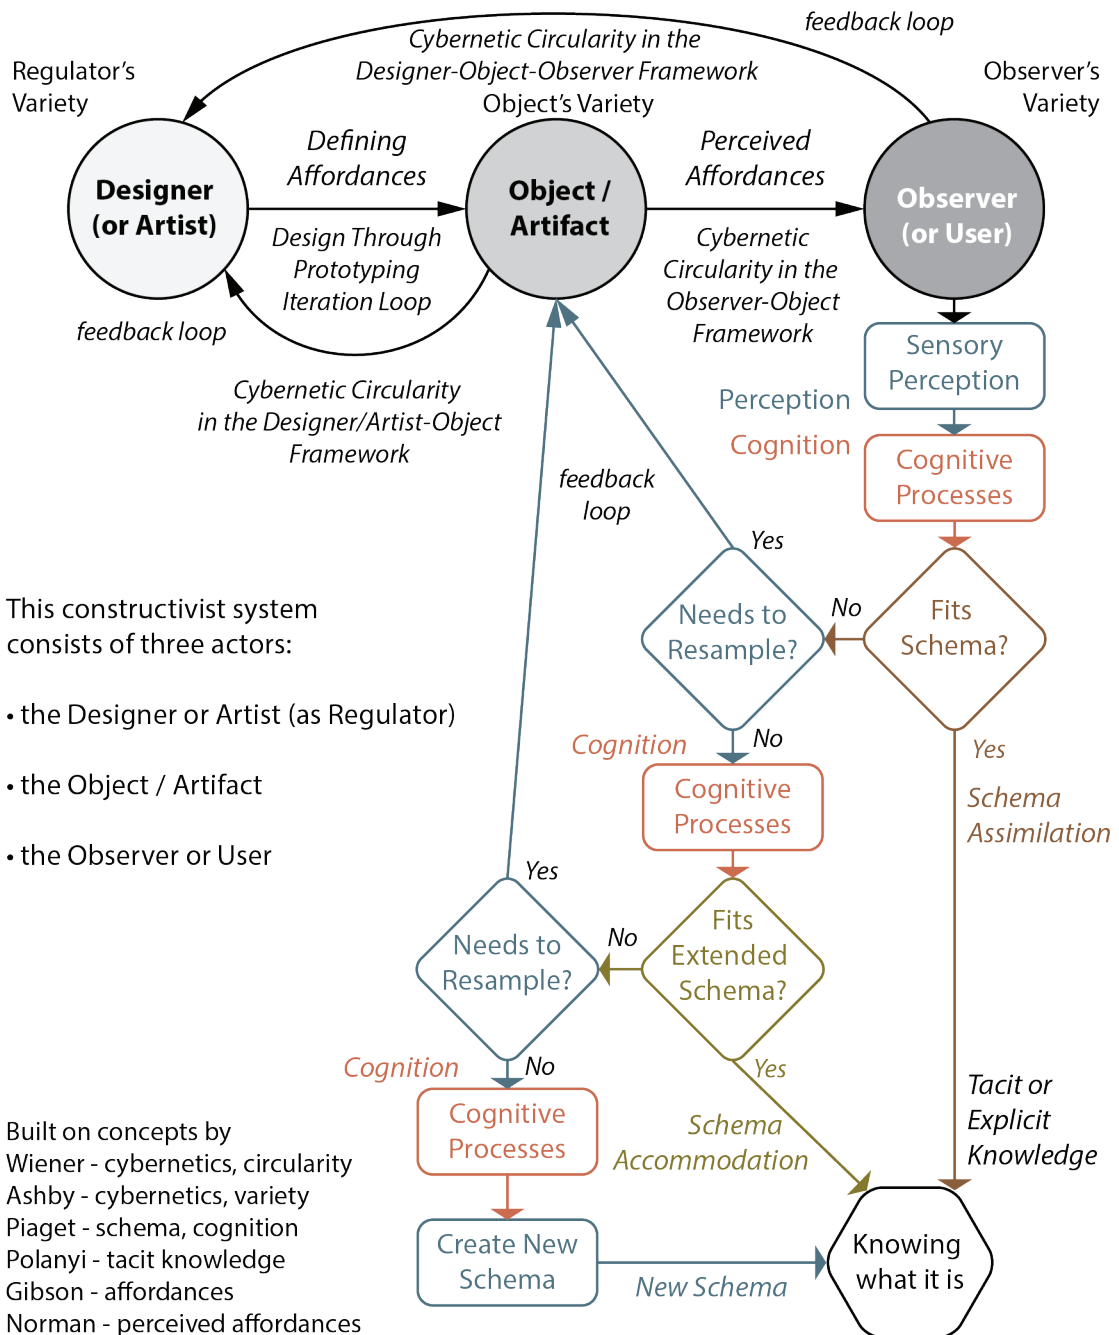 feedback loop
Cybernetic Circularity in the
Designer-Object-Observer Framework
Regulator's
Variety
Object's Variety
Observer's
Variety
Designer
(or Artist)
Defining
Affordances
Object /
Artifact
Perceived
Affordances
Observer
(or User)
Design Through
Prototyping
Iteration Loop
feedback loop
Cybernetic Circularity
in the Designer/Artist-Object
Framework
Cybernetic
Circularity in the
Observer-Object
Framework
Sensory
Perception
Perception
Cognition
Cognitive
Processes
feedback
loop
Yes
Needs to
Resample?
No
Fits
Schema?
This constructivist system
consists of three actors:
• the Designer or Artist (as Regulator)
• the Object / Artifact
• the Observer or User
Cognition
No
Yes
Schema
Assimilation
Cognitive
Processes
Yes
Needs to
Resample?
No
Fits
Extended
Schema?
Cognition
No
Yes
Schema
Accommodation
Tacit or
Explicit
Knowledge
Cognitive
Processes
Create New
Schema
New Schema
Knowing
what it is
Built on concepts by
Wiener - cybernetics, circularity
Ashby - cybernetics, variety
Piaget - schema, cognition
Polanyi - tacit knowledge
Gibson - affordances
Norman - perceived affordances